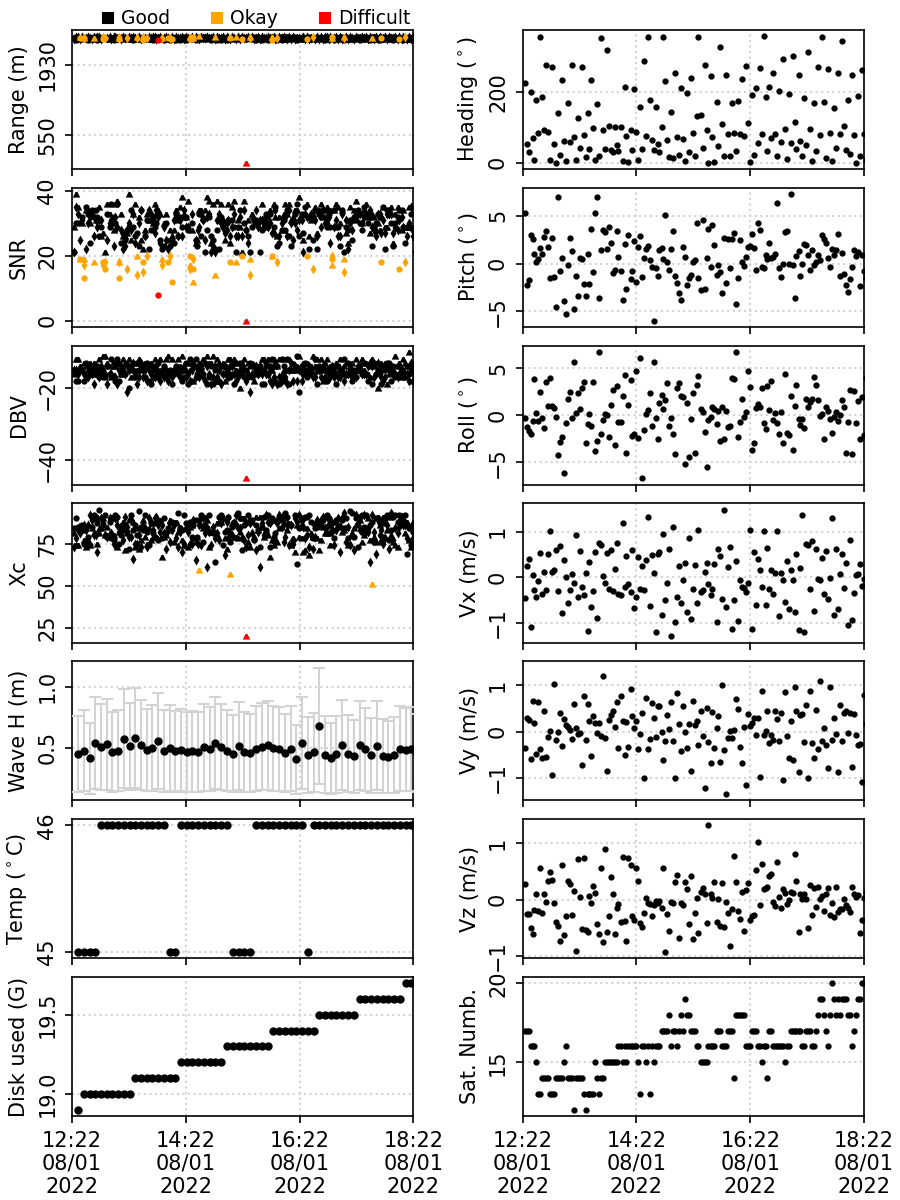 Good Okay Difficult
Range (m)
1930
550
Heading (°)
200
0
SNR
40
20
0
Pitch (°)
5
0
−5
DBV
−20
−40
Roll (°)
5
0
−5
Xc
75
50
25
Vx (m/s)
1
0
−1
Wave H (m)
1.0
0.5
Vy (m/s)
1
0
−1
Temp (°C)
46
45
Vz (m/s)
1
0
−1
Disk used (G)
19.5
19.0
Sat. Numb.
20
15
12:22 14:22 16:22 18:22
08/01 08/01 08/01 08/01
2022 2022 2022 2022
12:22 14:22 16:22 18:22
08/01 08/01 08/01 08/01
2022 2022 2022 2022